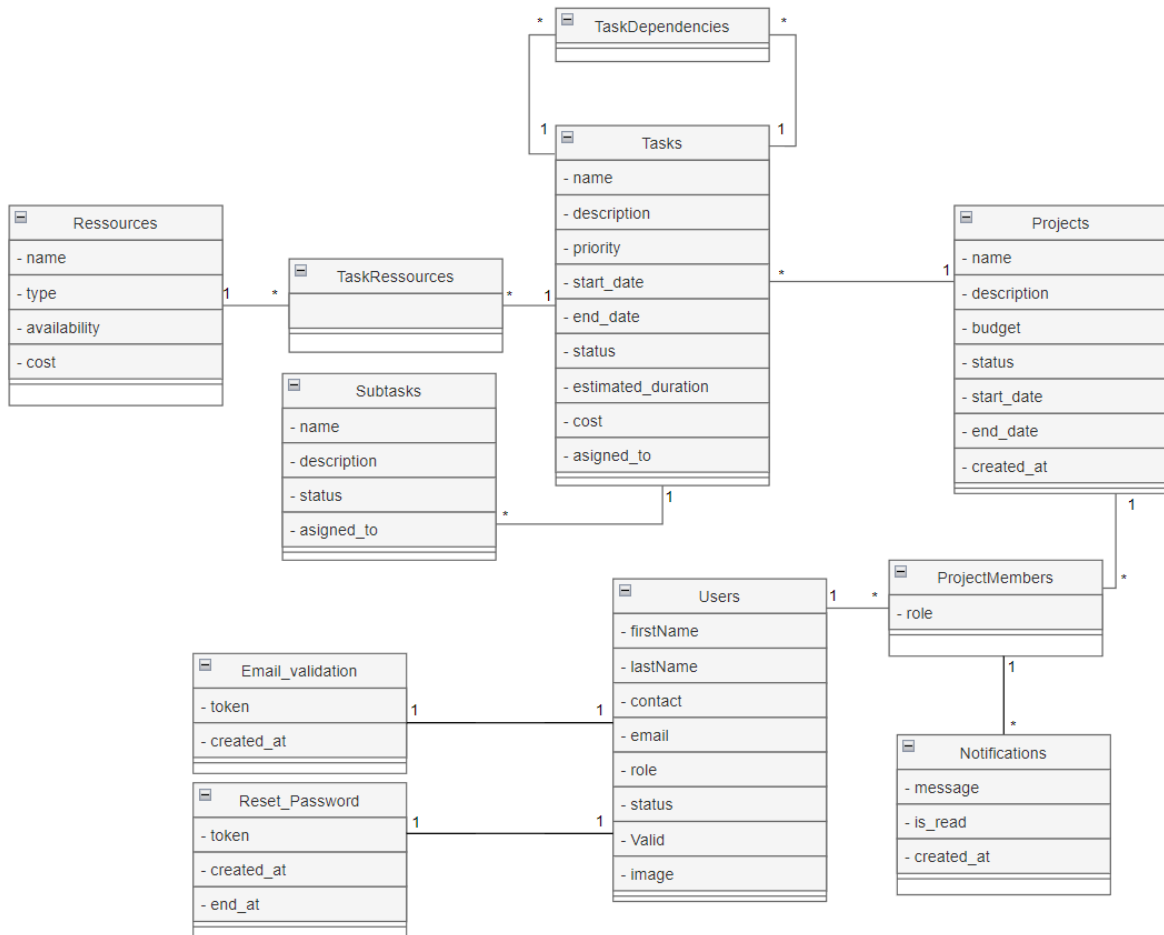 * TaskDependencies *
1 1
Tasks
- name
- description
- priority
- start_date
- end_date
- status
- estimated_duration
- cost
- asigned_to
Ressources
- name
- type
- availability
- cost
1 *
TaskRessources
* 1
Subtasks
- name
- description
- status
- asigned_to
*
1
* 1
Projects
- name
- description
- budget
- status
- start_date
- end_date
- created_at
1
*
ProjectMembers
- role
1 *
Users
- firstName
- lastName
- contact
- email
- role
- status
- Valid
- image
Email_validation
- token
- created_at
1 1
Reset_Password
- token
- created_at
- end_at
1 1
1
*
Notifications
- message
- is_read
- created_at